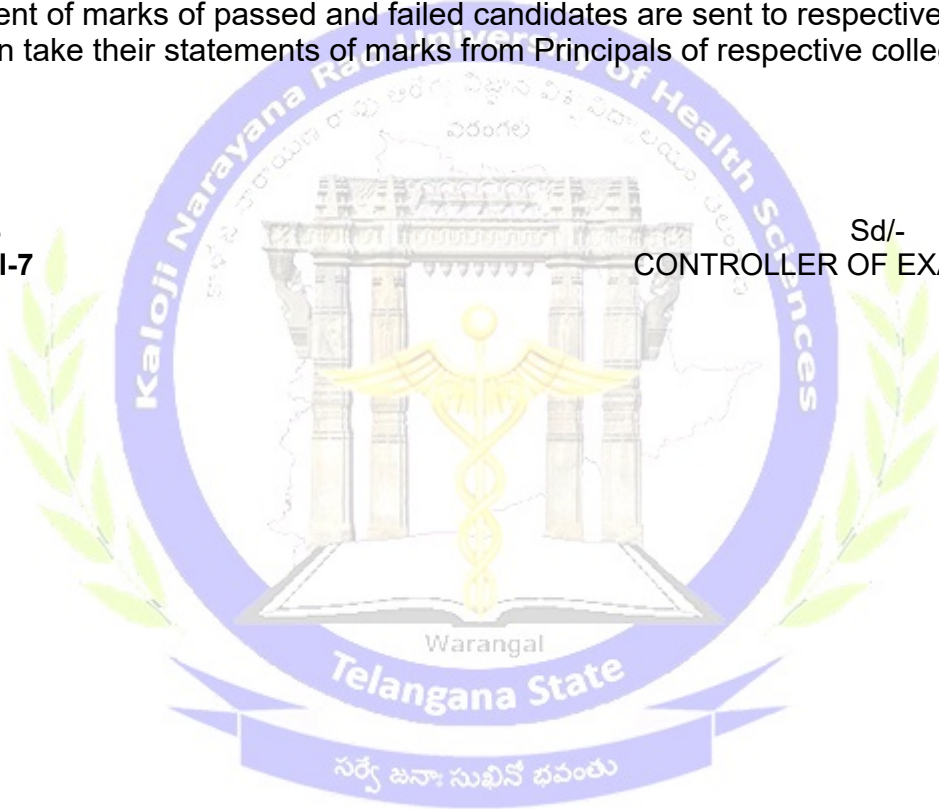 ent of marks of passed and failed candidates are sent to respective
n take their statements of marks from Principals of respective colleg
Kaloji Narayana Rao University of Health Sciences
వరంగల్
Sd/-
I-7
CONTROLLER OF EXA
Warangal
Telangana State
సర్వే జనాః సుఖినో భవంతు